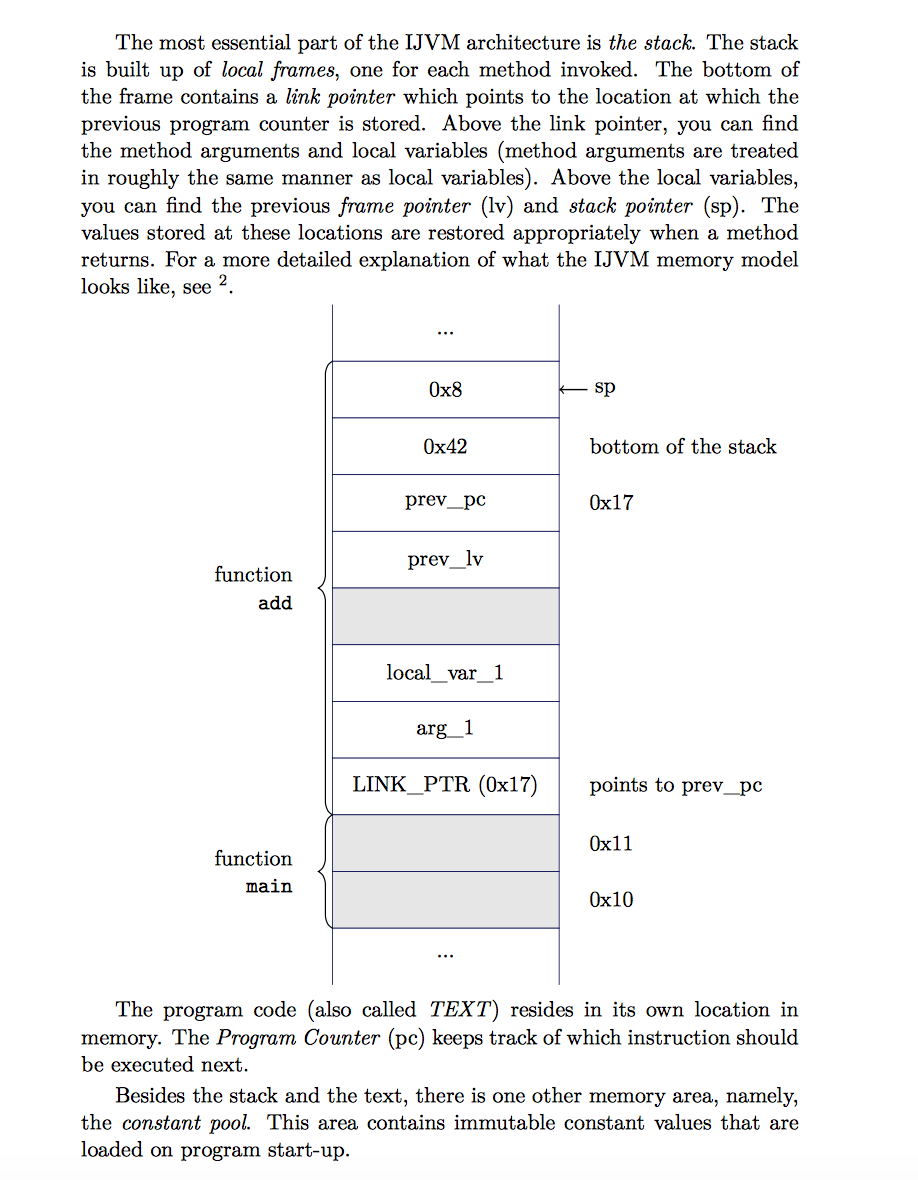 The most essential part of the IJVM architecture is the stack. The stack
is built up of local frames, one for each method invoked. The bottom of
the frame contains a link pointer which points to the location at which the
previous program counter is stored. Above the link pointer, you can find
the method arguments and local variables (method arguments are treated
in roughly the same manner as local variables). Above the local variables,
you can find the previous frame pointer (lv) and stack pointer (sp). The
values stored at these locations are restored appropriately when a method
returns. For a more detailed explanation of what the IJVM memory model
looks like, see ².
...
0x8
sp
0x42
bottom of the stack
prev_pc
0x17
prev_lv
function
add
local_var_1
arg_1
LINK_PTR (0x17)
points to prev_pc
0x11
function
main
0x10
...
The program code (also called TEXT) resides in its own location in
memory. The Program Counter (pc) keeps track of which instruction should
be executed next.
Besides the stack and the text, there is one other memory area, namely,
the constant pool. This area contains immutable constant values that are
loaded on program start-up.